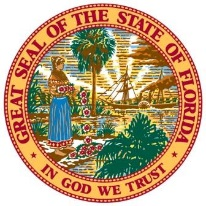 GREAT SEAL OF THE STATE OF FLORIDA
IN GOD WE TRUST